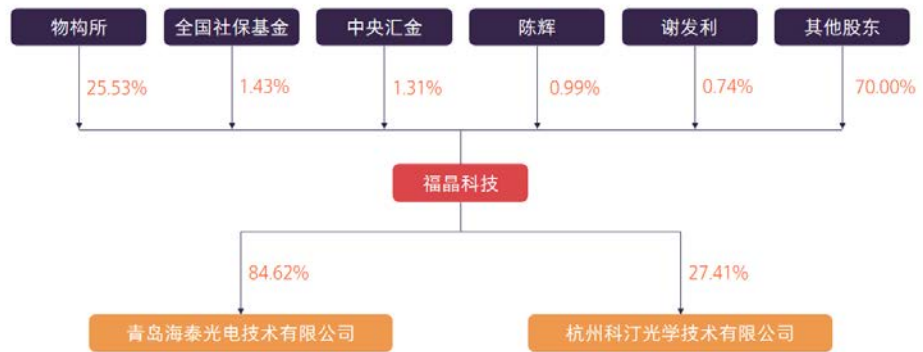 物构所
全国社保基金
中央汇金
陈辉
谢发利
其他股东
25.53%
1.43%
1.31%
0.99%
0.74%
70.00%
福晶科技
84.62%
27.41%
青岛海泰光电技术有限公司
杭州科汀光学技术有限公司